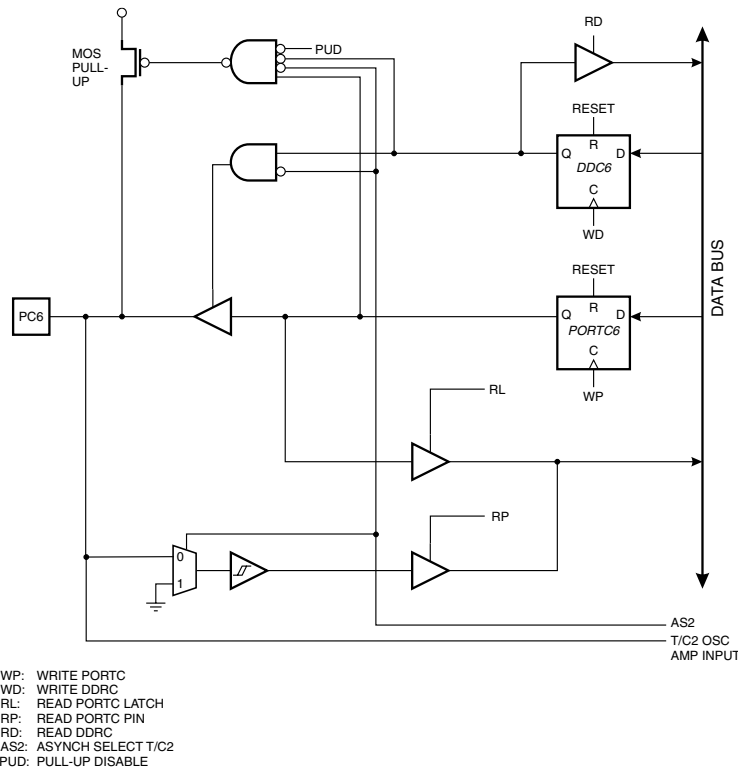 RD
MOS
PULL-
UP
PUD
RESET
R
Q
D
DDC6
C
WD
DATA BUS
RESET
R
Q
D
PORTC6
C
WP
PC6
RL
RP
0
1
AS2
T/C2 OSC
AMP INPUT
WP: WRITE PORTC
WD: WRITE DDRC
RL: READ PORTC LATCH
RP: READ PORTC PIN
RD: READ DDRC
AS2: ASYNCH SELECT T/C2
PUD: PULL-UP DISABLE